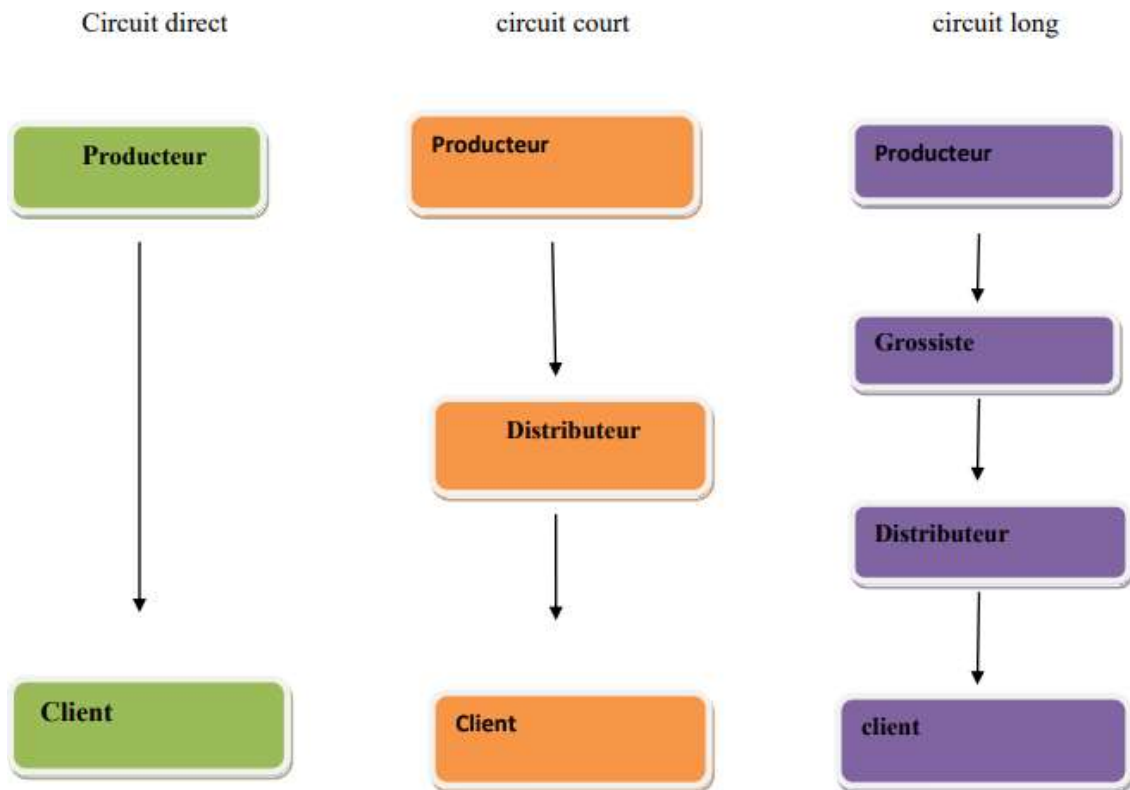 Circuit direct
circuit court
circuit long
Producteur
Producteur
Producteur
Grossiste
Distributeur
Distributeur
Client
Client
client